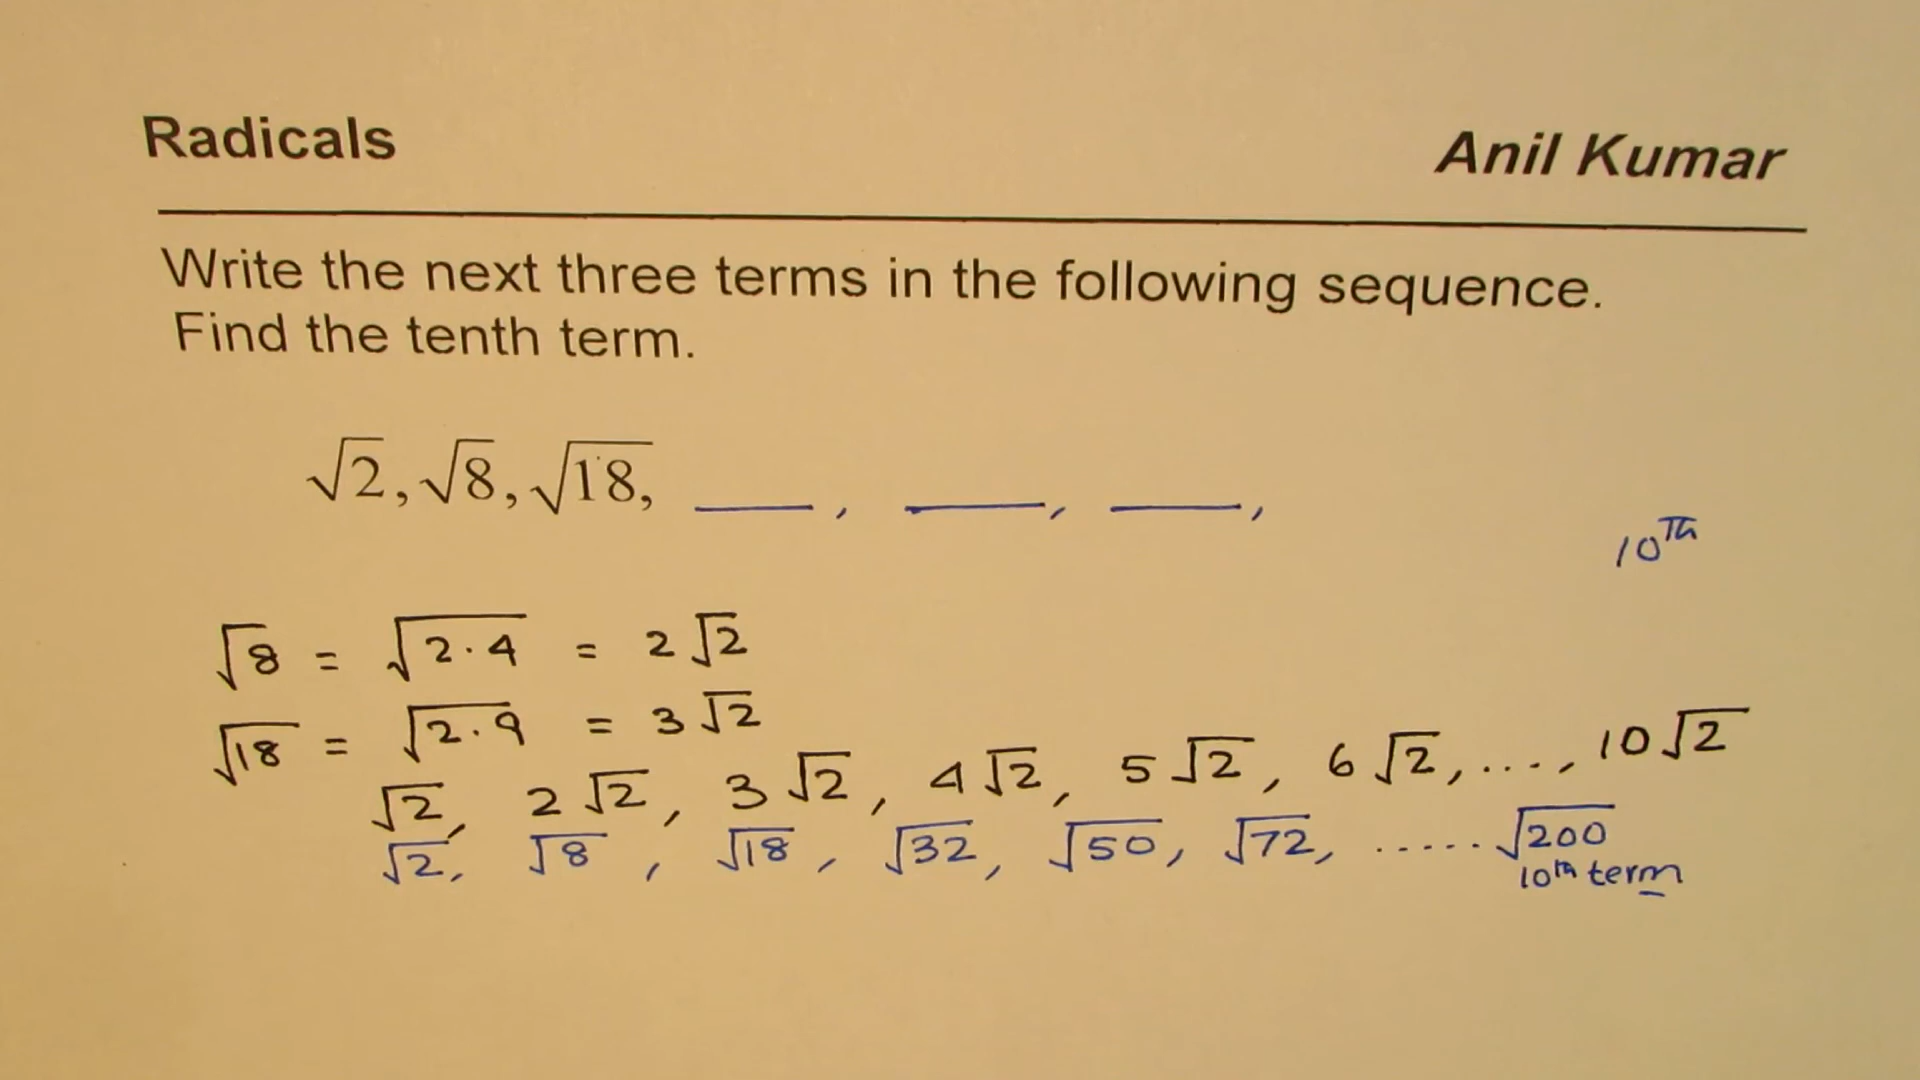 Radicals
Anil Kumar
Write the next three terms in the following sequence.
Find the tenth term.
√2, √8, √18, ___, ___, ___,
10Th
√8 = √2·4 = 2√2
√18 = √2·9 = 3√2
√2, 2√2, 3√2, 4√2, 5√2, 6√2, ...., 10√2
√2, √8, √18, √32, √50, √72, ..... √200
10th term